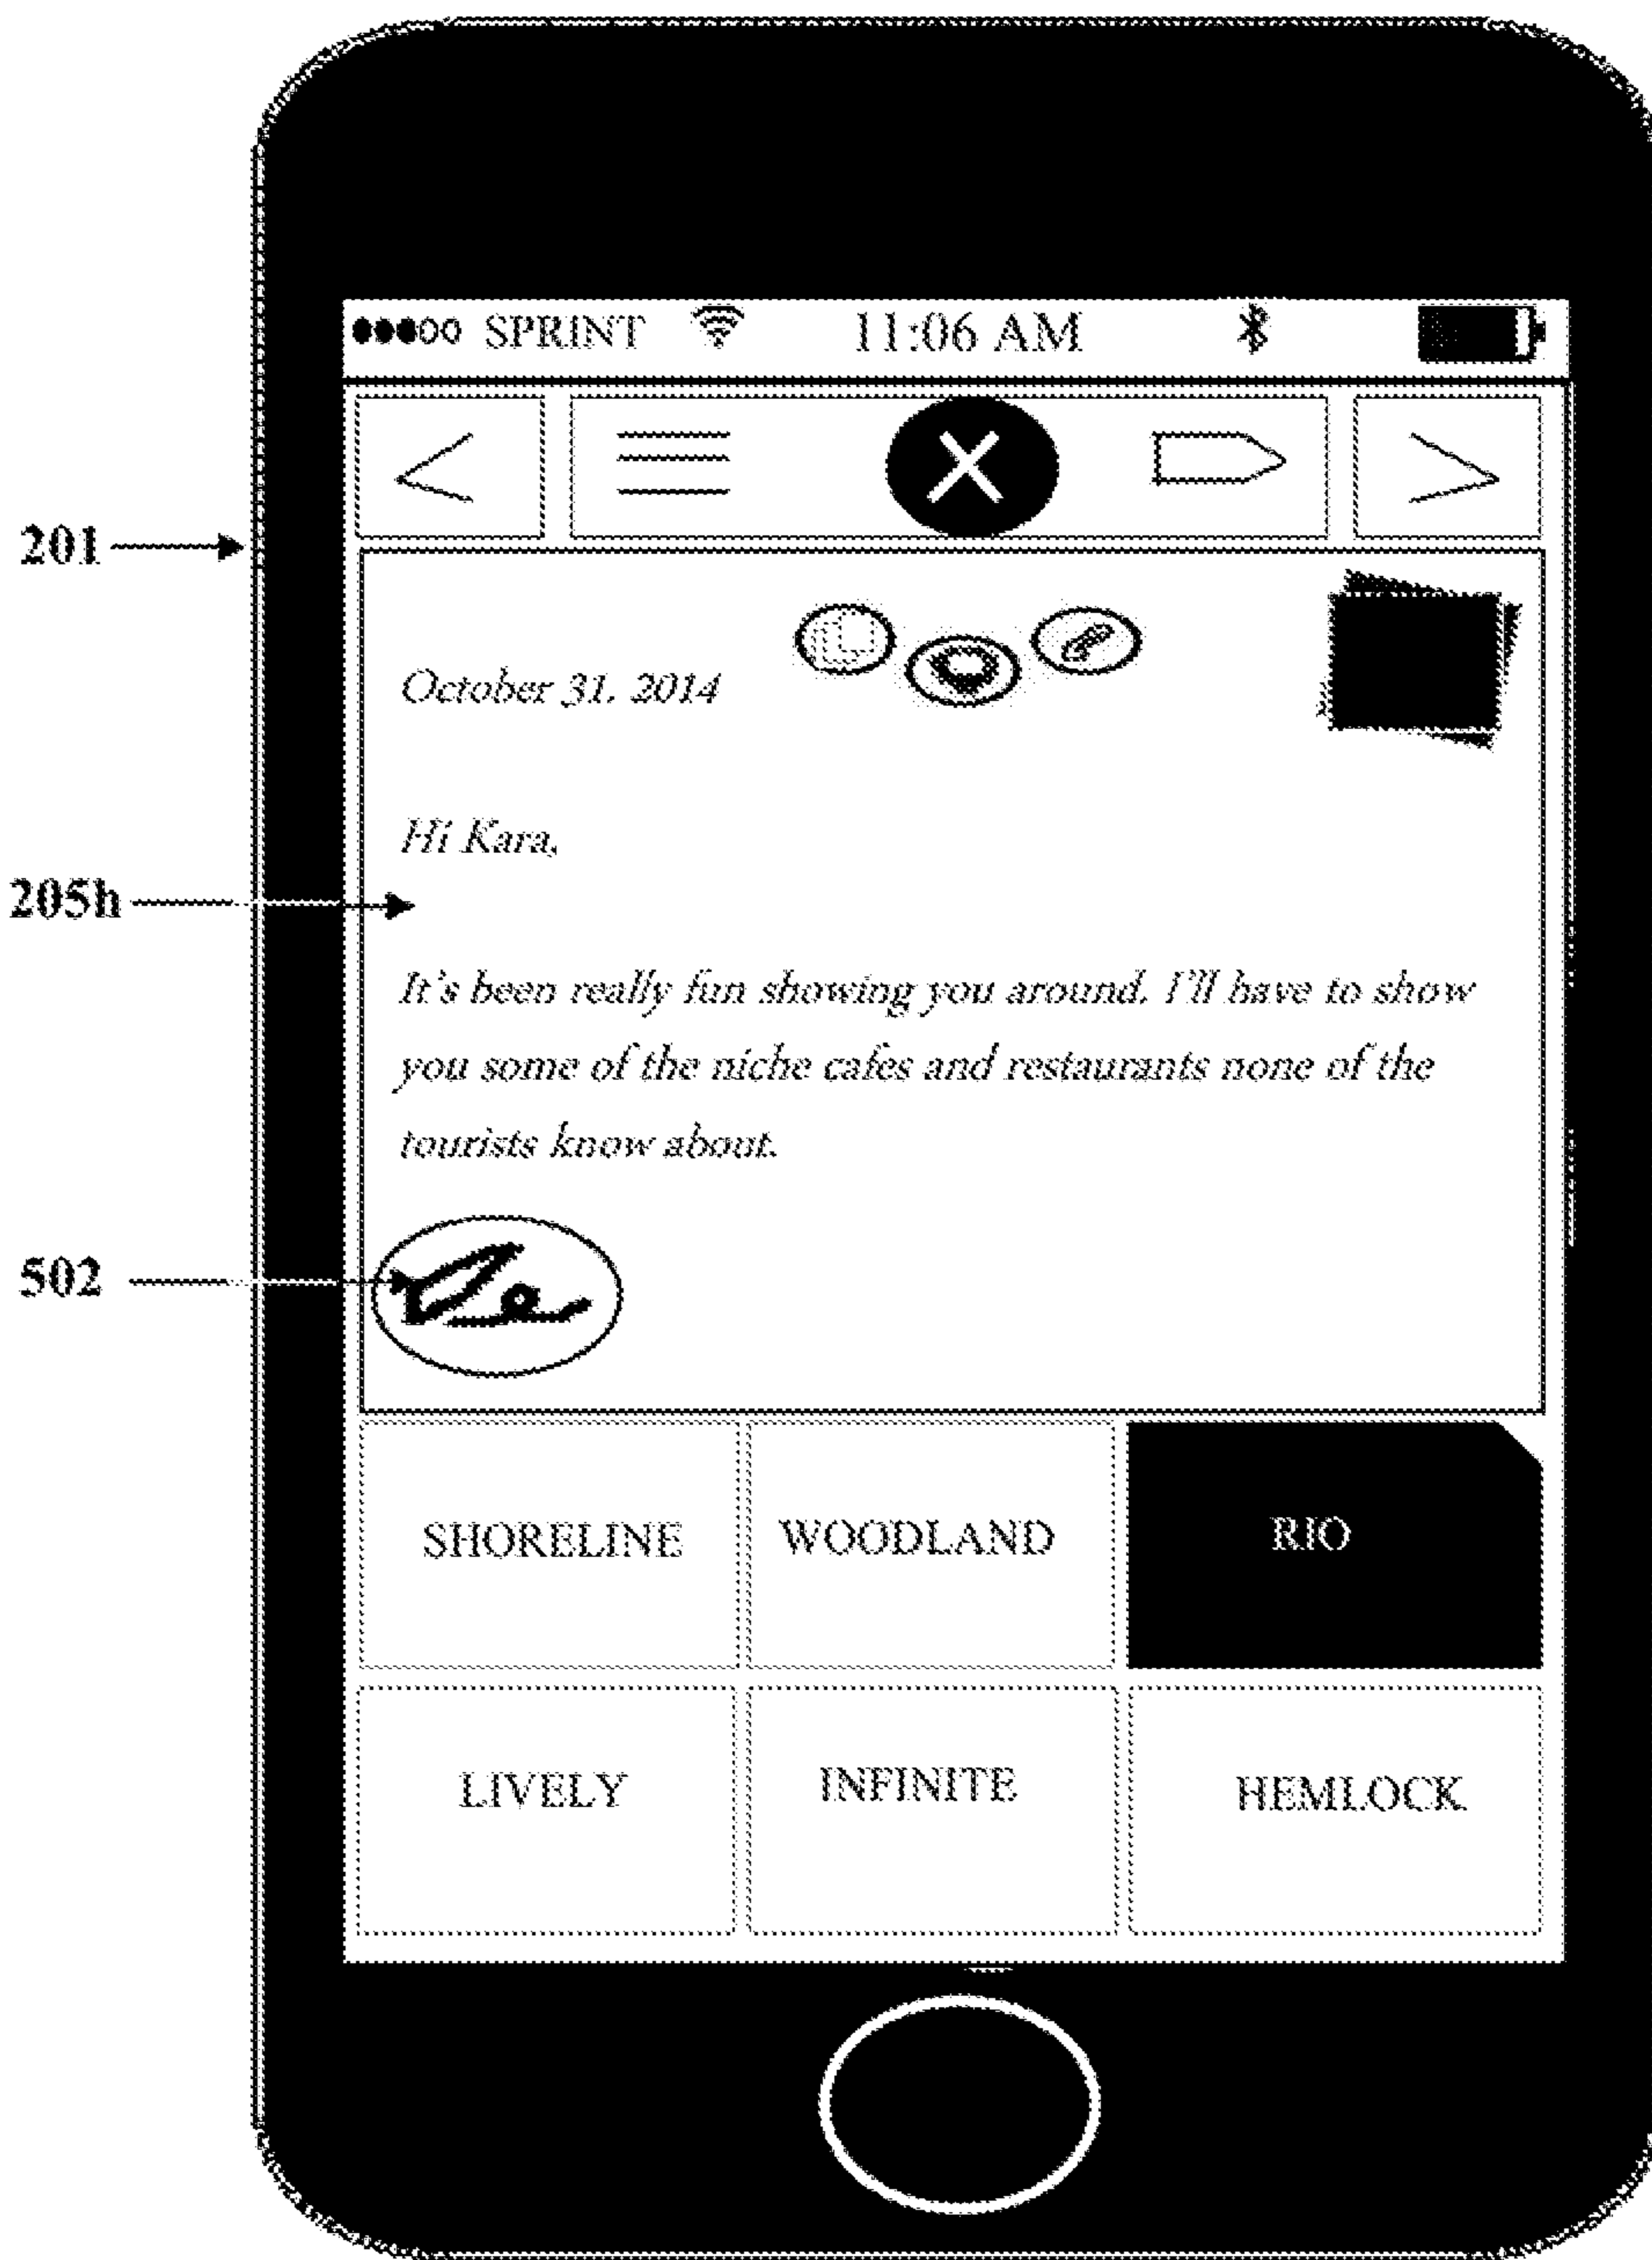 SPRINT 11:06 AM
201
October 31, 2014
Hi Kara,
205h
It's been really fun showing you around. I'll have to show
you some of the niche cafes and restaurants none of the
tourists know about.
502
SHORELINE WOODLAND RIO
LIVELY INFINITE HEMLOCK